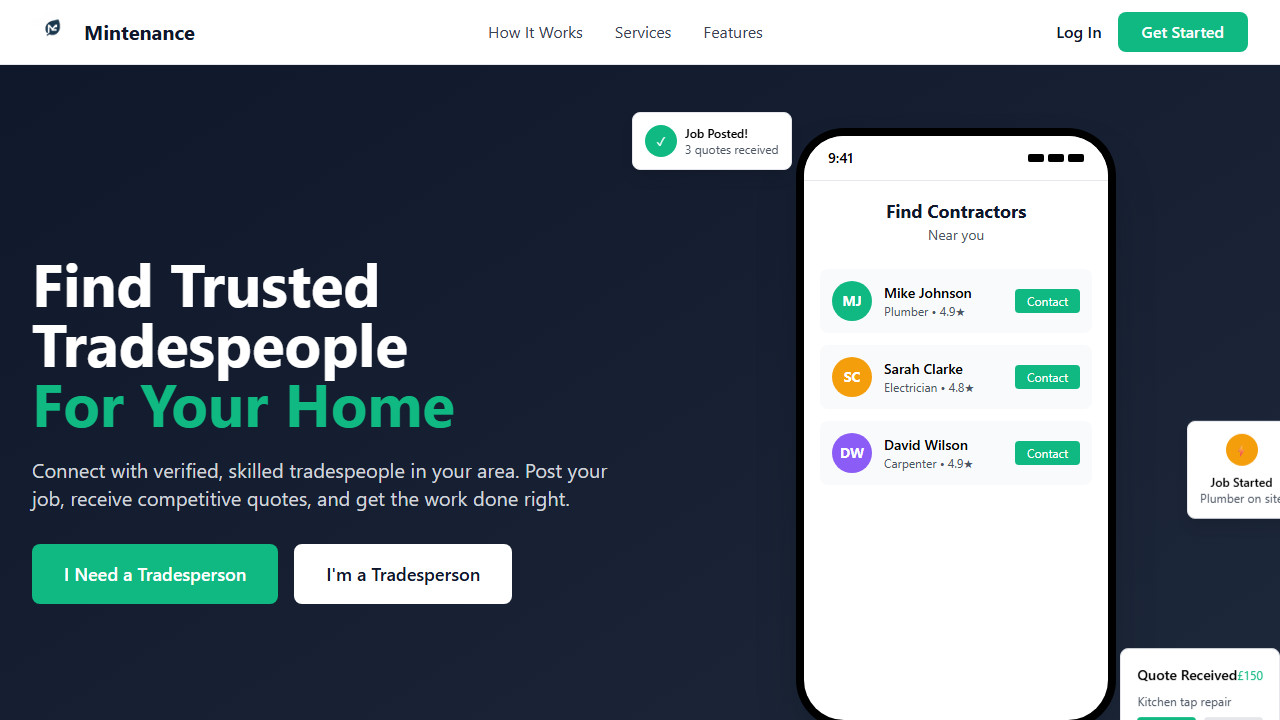 Mintenance
How It Works
Services
Features
Log In
Get Started
Find Trusted
Tradespeople
For Your Home
Connect with verified, skilled tradespeople in your area. Post your
job, receive competitive quotes, and get the work done right.
I Need a Tradesperson
I'm a Tradesperson
✓
Job Posted!
3 quotes received
9:41
Find Contractors
Near you
MJ
Mike Johnson
Plumber • 4.9★
Contact
SC
Sarah Clarke
Electrician • 4.8★
Contact
DW
David Wilson
Carpenter • 4.9★
Contact
Job Started
Plumber on site
Quote Received £150
Kitchen tap repair